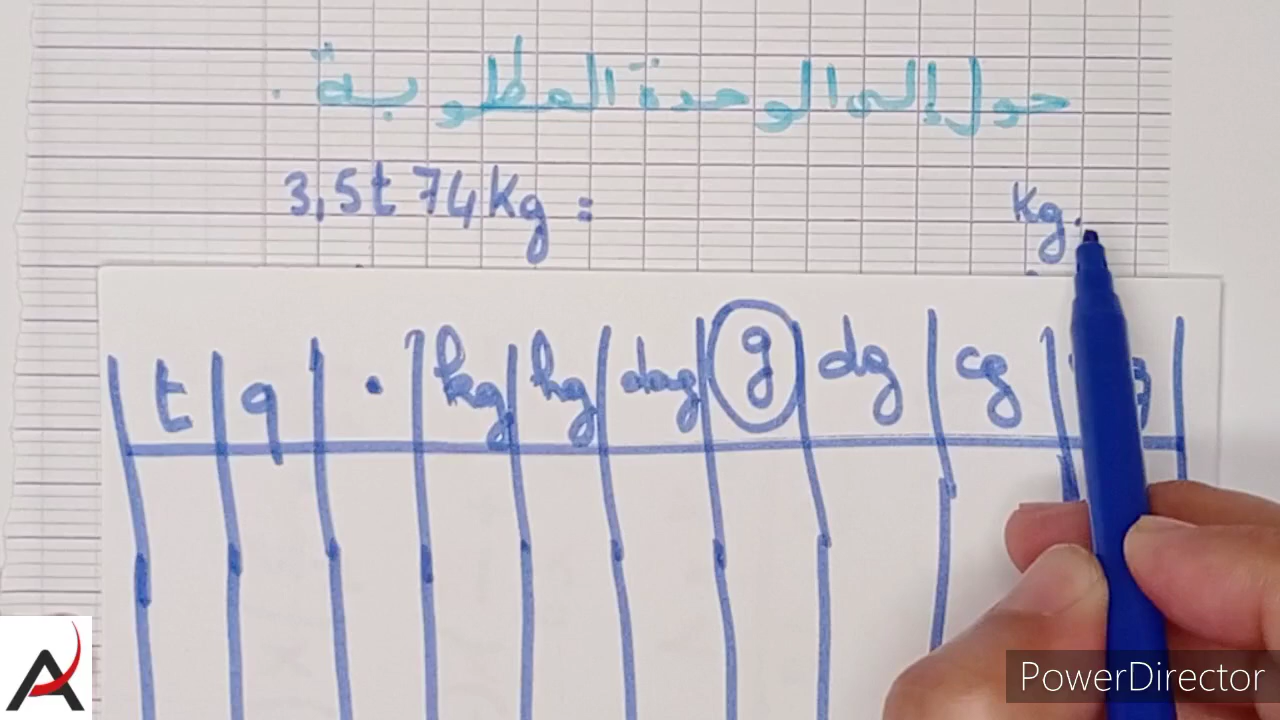 حول إلى الوحدة المطلوبة .
3,5t 74kg = kg.
t q . kg hg dag g dg cg
PowerDirector